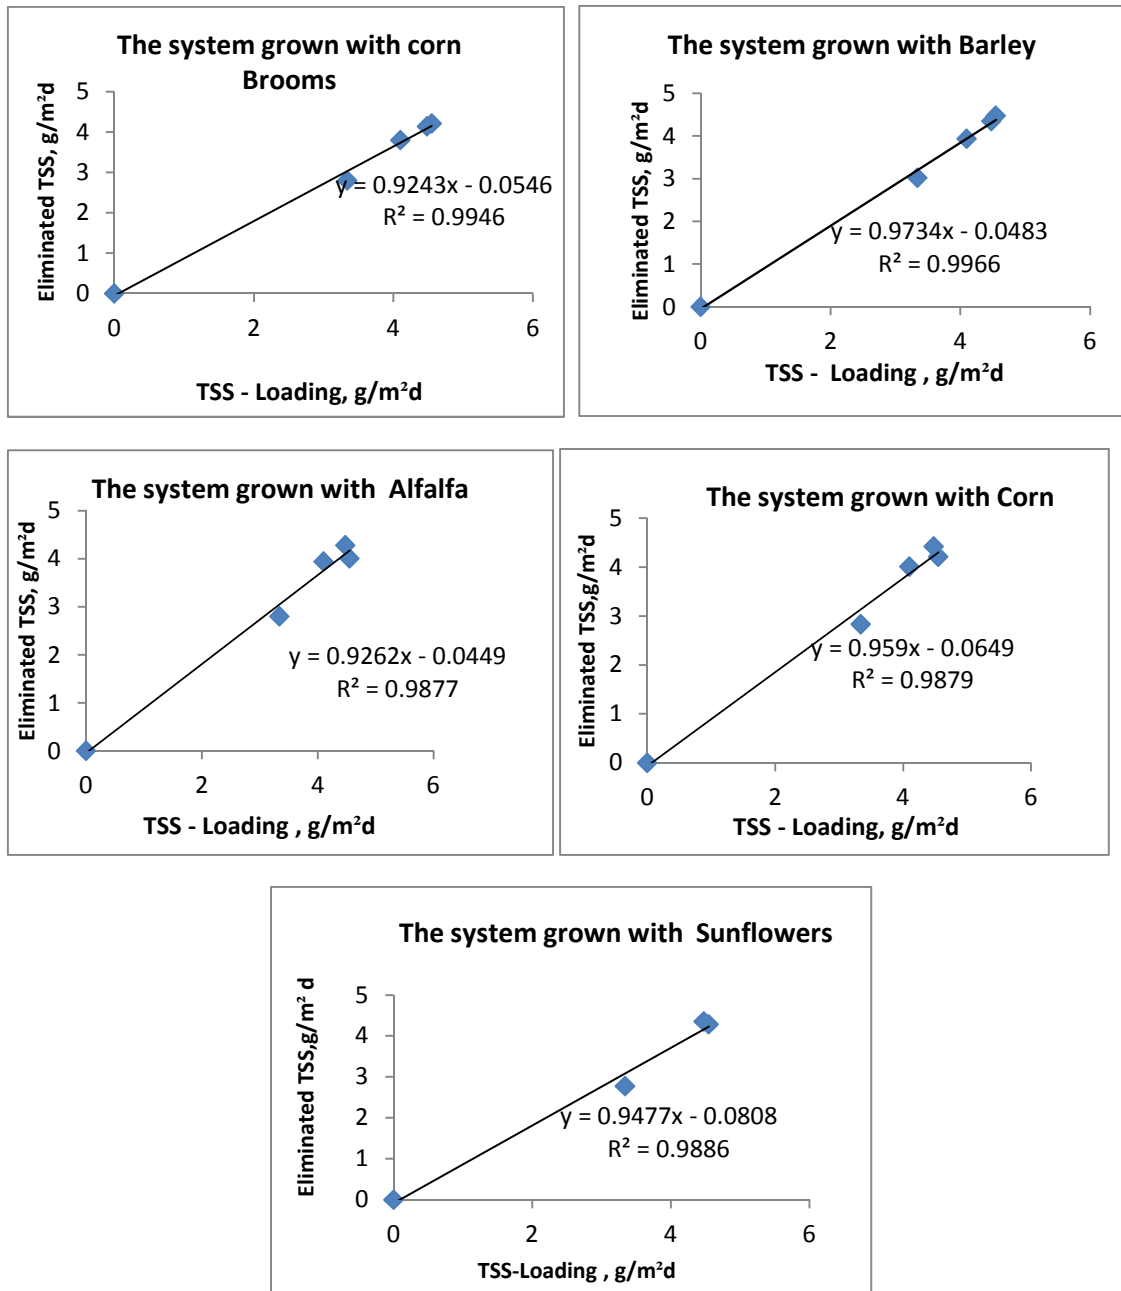 The system grown with corn
Brooms
Eliminated TSS, g/m²d
5
4
3
2
1
0
y = 0.9243x - 0.0546
R² = 0.9946
0 2 4 6
TSS - Loading, g/m²d
The system grown with Barley
Eliminated TSS, g/m²d
5
4
3
2
1
0
y = 0.9734x - 0.0483
R² = 0.9966
0 2 4 6
TSS - Loading , g/m²d
The system grown with Alfalfa
Eliminated TSS, g/m²d
5
4
3
2
1
0
y = 0.9262x - 0.0449
R² = 0.9877
0 2 4 6
TSS - Loading , g/m²d
The system grown with Corn
Eliminated TSS,g/m²d
5
4
3
2
1
0
y = 0.959x - 0.0649
R² = 0.9879
0 2 4 6
TSS - Loading, g/m²d
The system grown with Sunflowers
Eliminated TSS,g/m² d
5
4
3
2
1
0
y = 0.9477x - 0.0808
R² = 0.9886
0 2 4 6
TSS-Loading , g/m²d